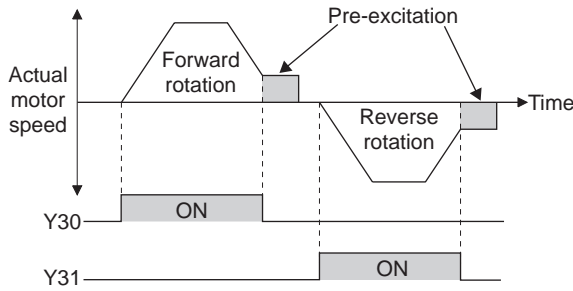 Pre-excitation
Forward
rotation
Actual
motor
speed
Time
Reverse
rotation
ON
Y30
ON
Y31